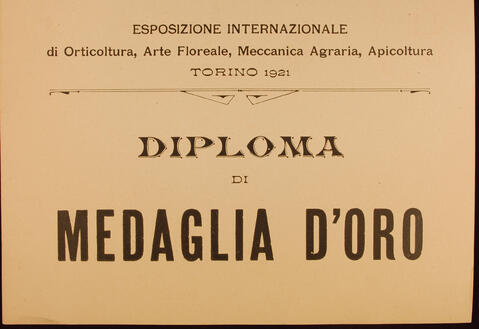 ESPOSIZIONE INTERNAZIONALE
di Orticoltura, Arte Floreale, Meccanica Agraria, Apicoltura
TORINO 1921
DIPLOMA
DI
MEDAGLIA D'ORO